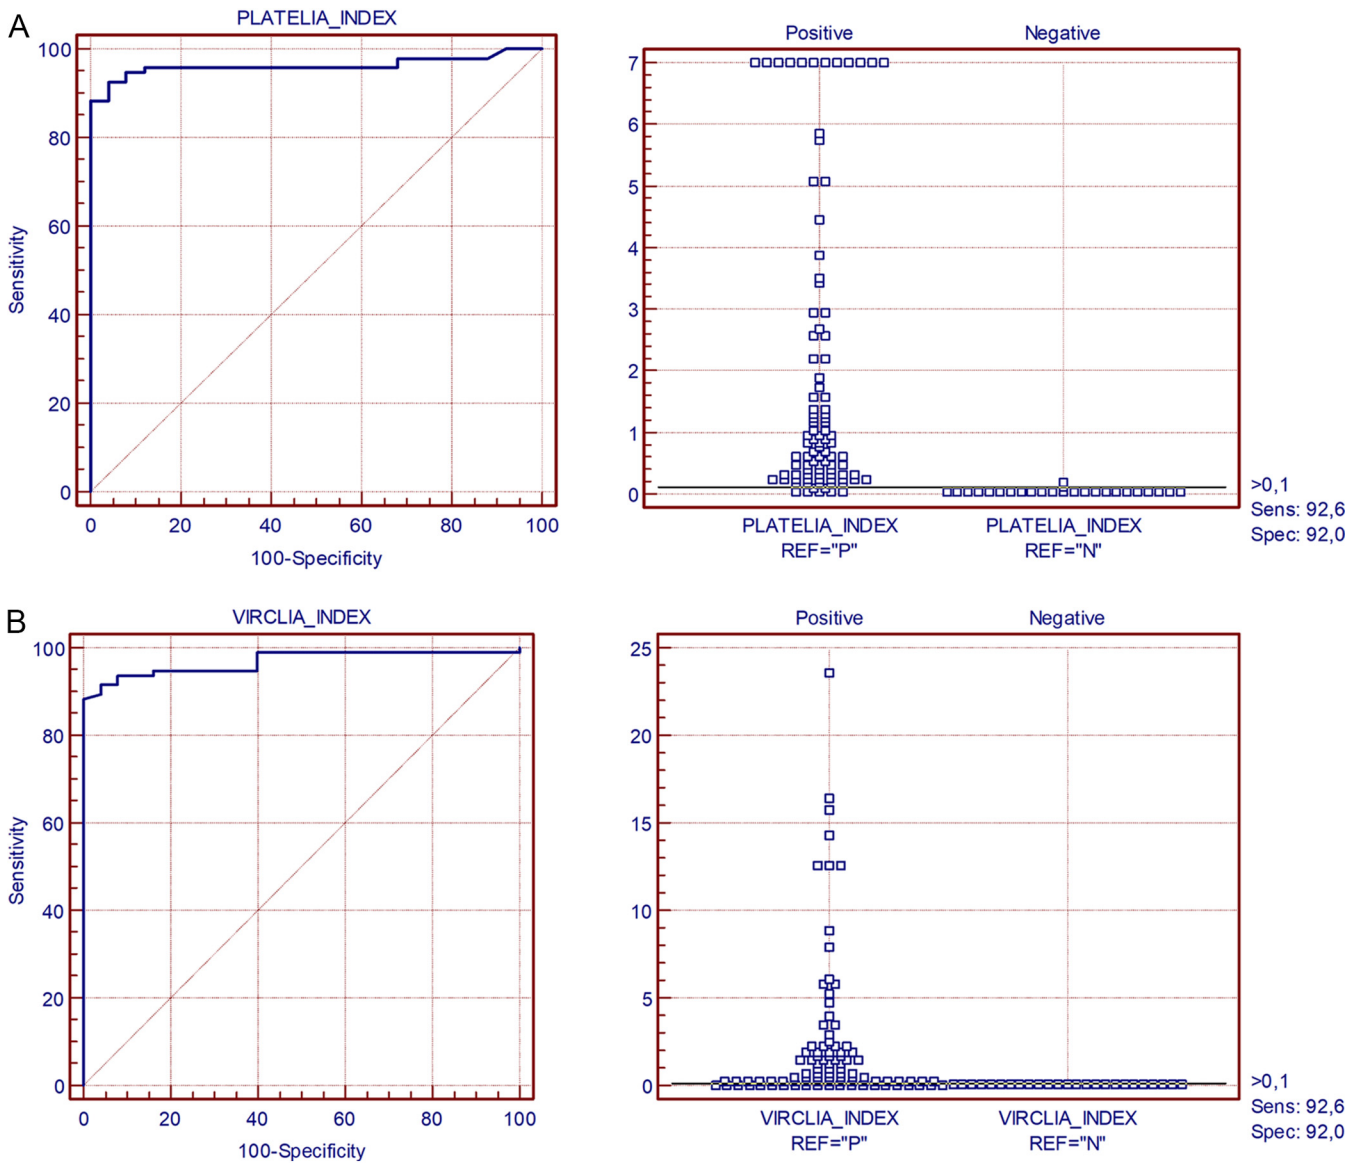 A
PLATELIA_INDEX
100
80
60
40
20
0
Sensitivity
0 20 40 60 80 100
100-Specificity
Positive Negative
7
6
5
4
3
2
1
0
PLATELIA_INDEX PLATELIA_INDEX
REF="P" REF="N"
>0,1
Sens: 92,6
Spec: 92,0
B
VIRCLIA_INDEX
100
80
60
40
20
0
Sensitivity
0 20 40 60 80 100
100-Specificity
Positive Negative
25
20
15
10
5
0
VIRCLIA_INDEX VIRCLIA_INDEX
REF="P" REF="N"
>0,1
Sens: 92,6
Spec: 92,0